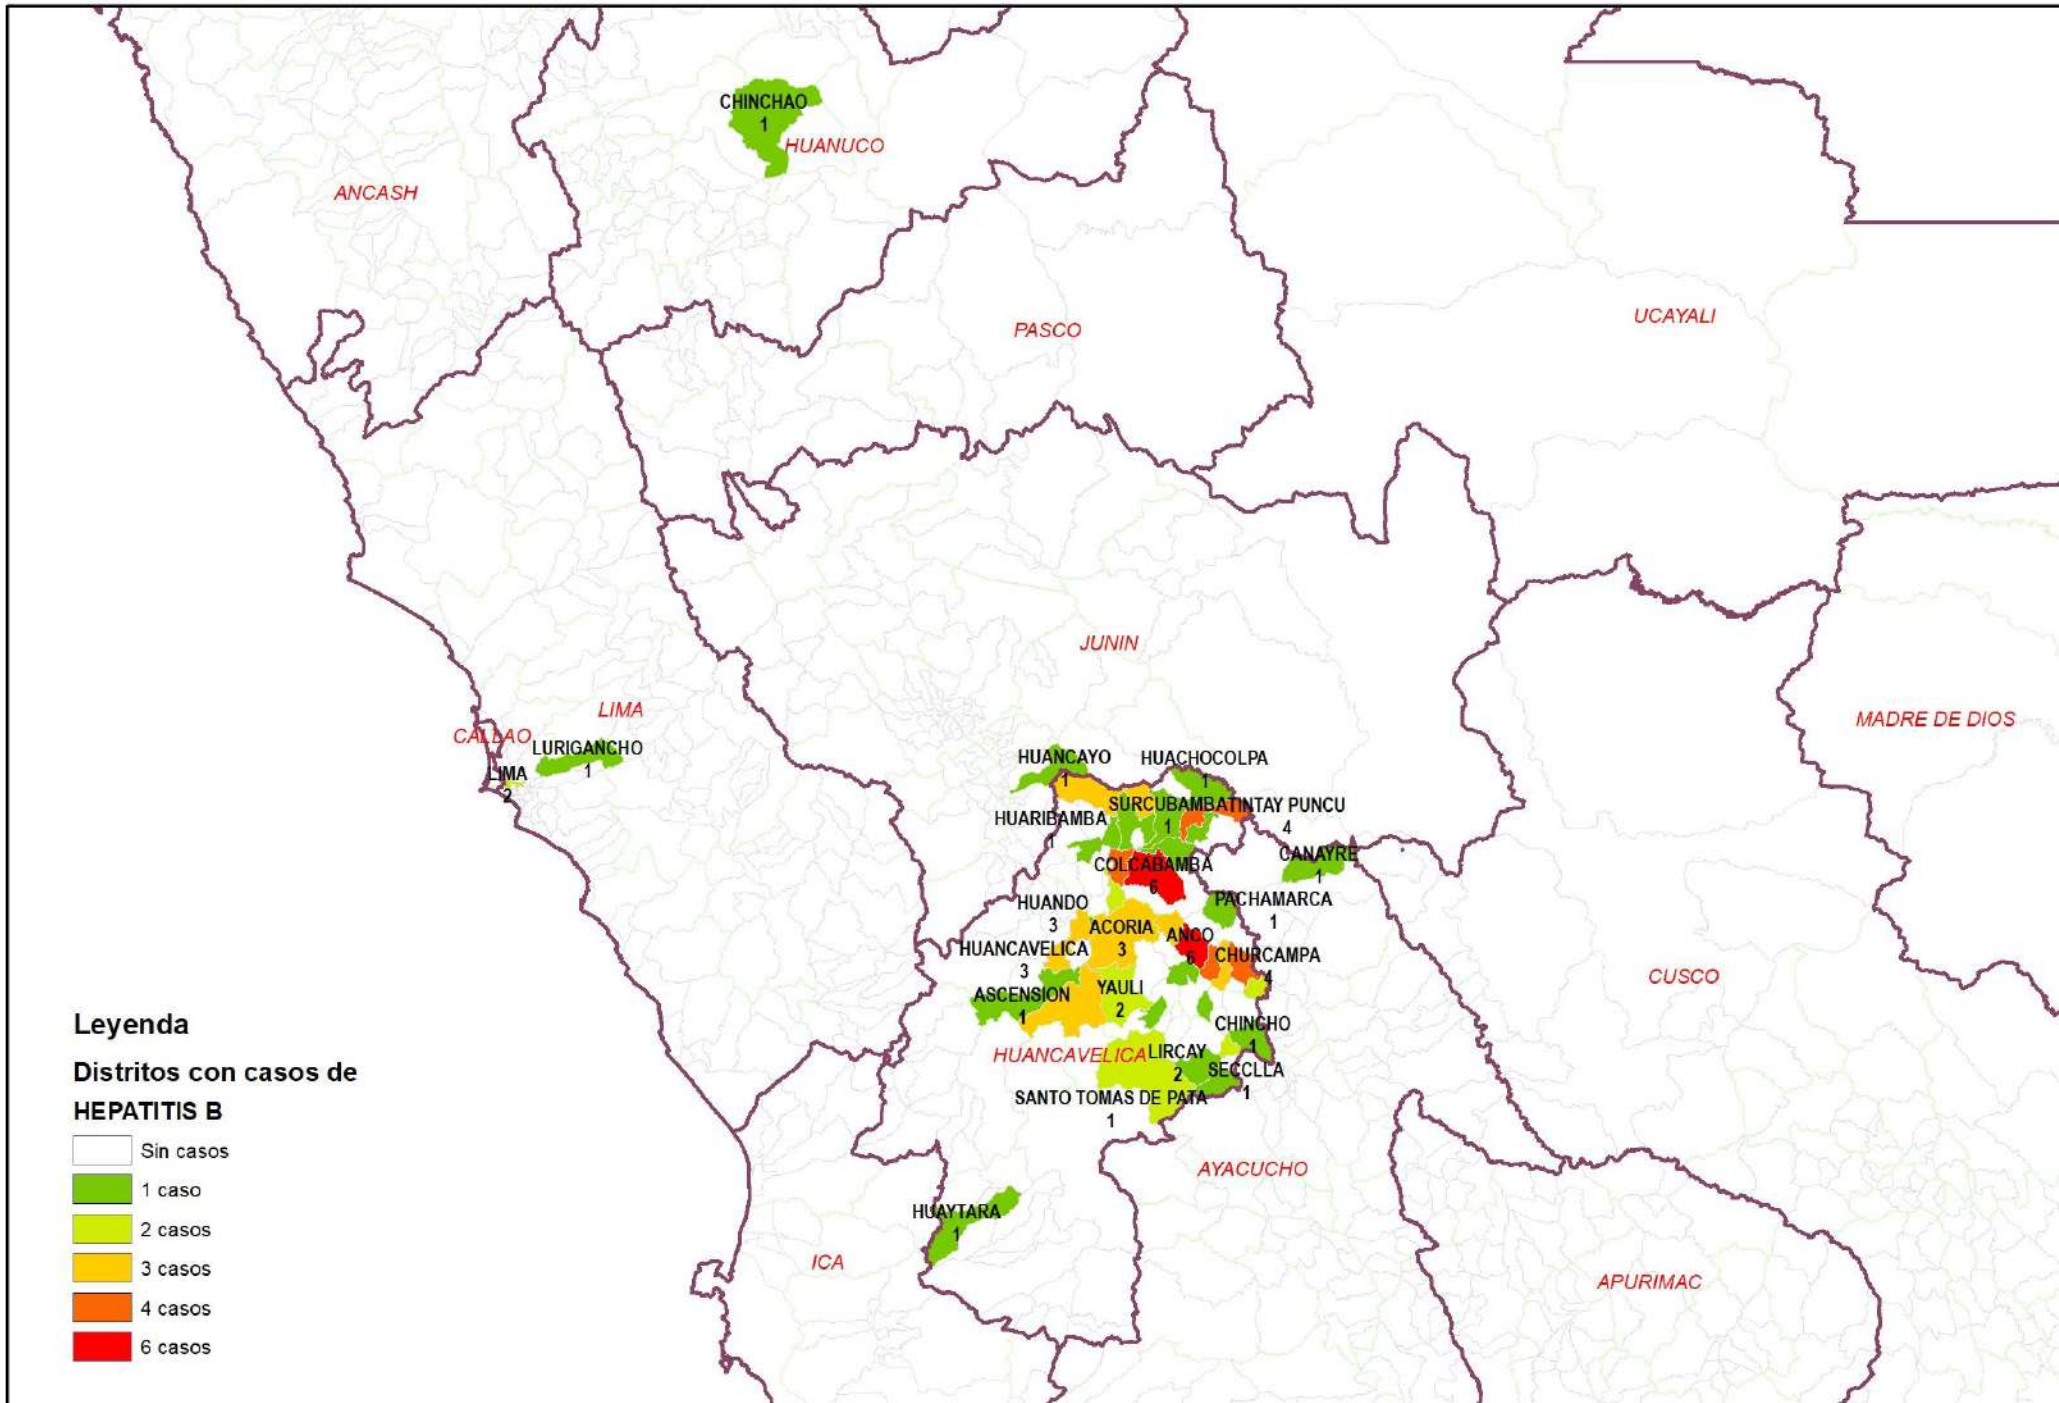 CHINCHAO
1
HUANUCO
ANCASH
PASCO
UCAYALI
JUNIN
LIMA
MADRE DE DIOS
CALLAO
LURIGANCHO
1
LIMA
2
HUANCAYO
1
HUACHOCOLPA
1
SURCUBAMBA
1
TINTAY PUNCU
4
HUARIBAMBA
1
COLCABAMBA
6
CANAYRE
1
HUANDO
3
PACHAMARCA
1
ACORIA
3
ANCO
6
HUANCAVELICA
3
CHURCAMPA
4
CUSCO
ASCENSION
1
YAULI
2
CHINCHO
1
HUANCAVELICA
LIRCAY
2
SECCLLA
1
SANTO TOMAS DE PATA
1
AYACUCHO
HUAYTARA
1
ICA
APURIMAC
Leyenda
Distritos con casos de
HEPATITIS B
Sin casos
1 caso
2 casos
3 casos
4 casos
6 casos